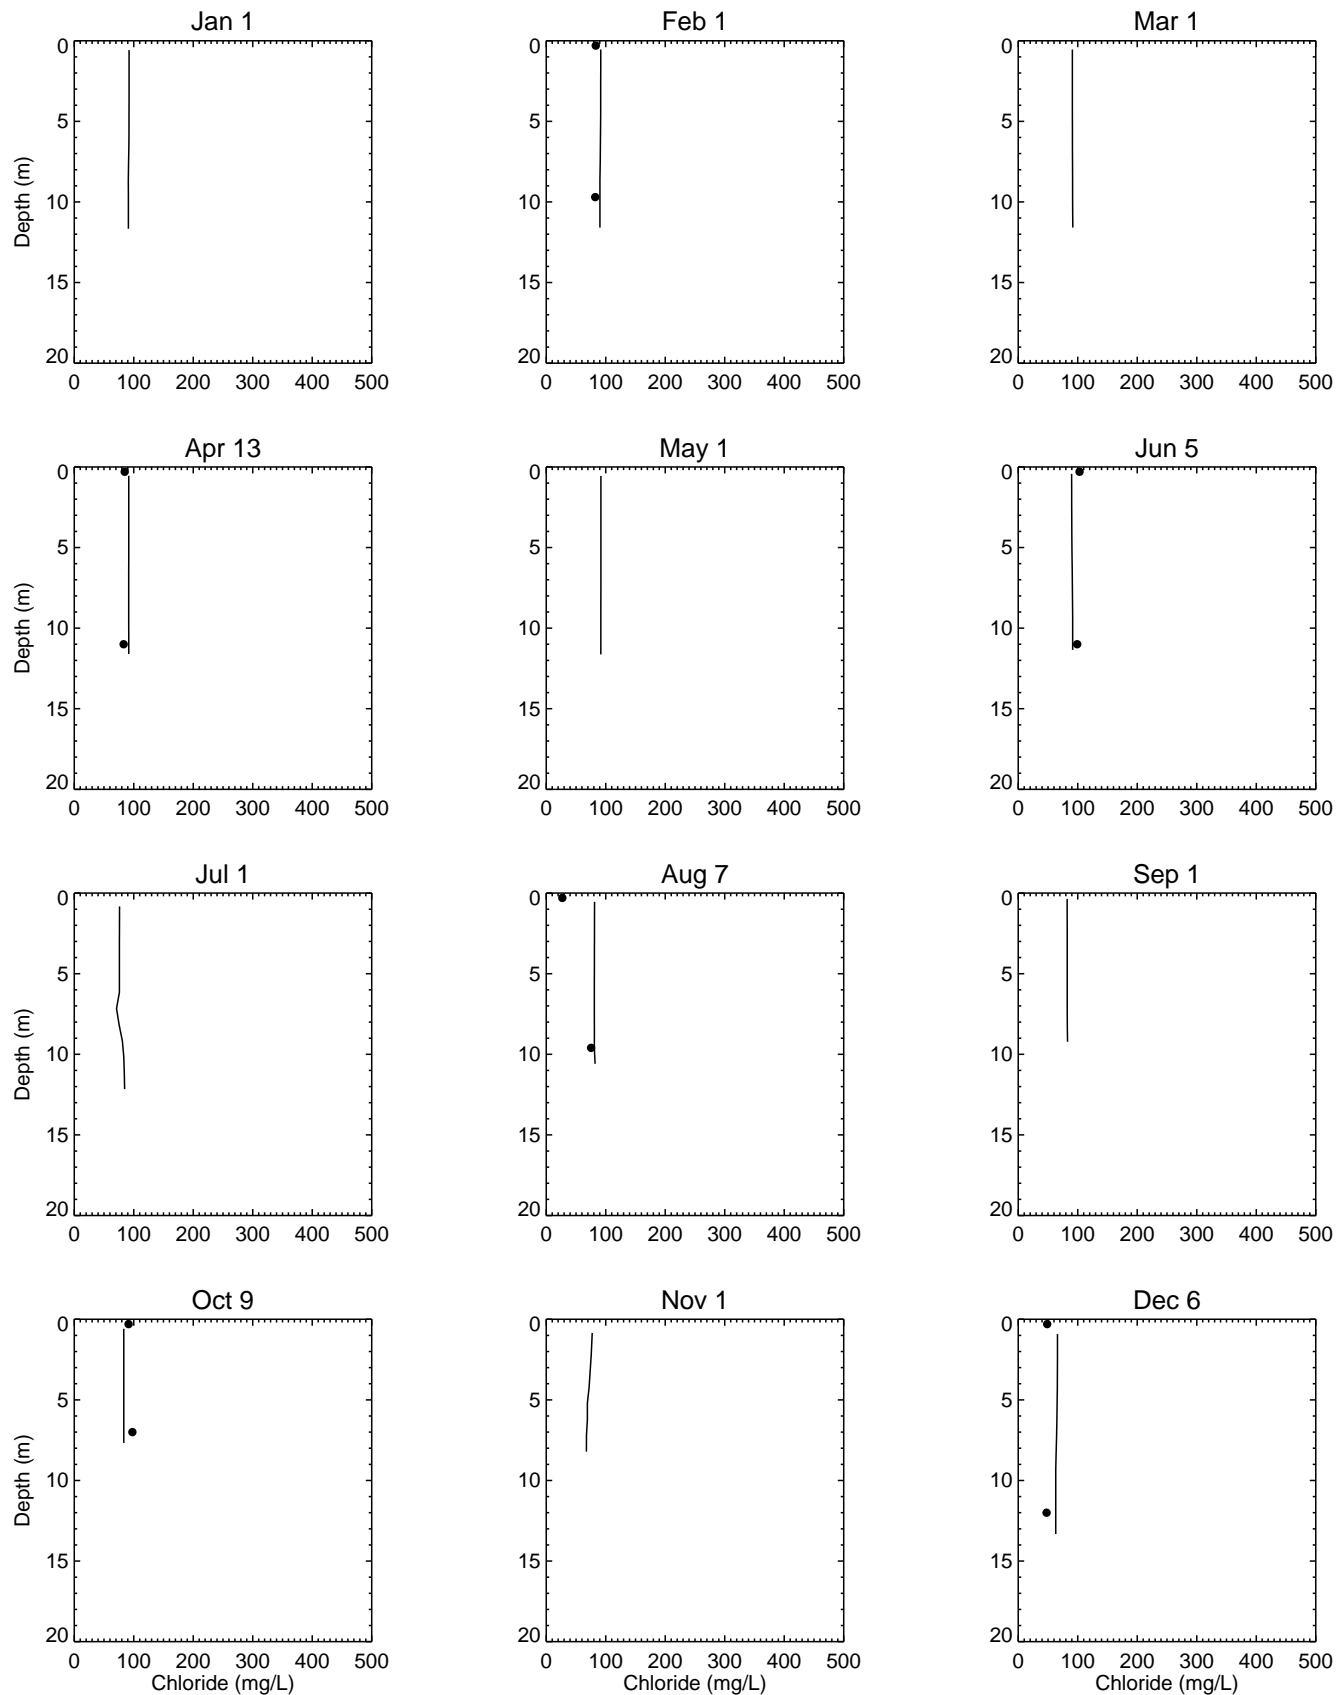 Jan 1 Feb 1 Mar 1
0 0 0
5 5 5
10 10 10
15 15 15
20 20 20
Depth (m)
0 100 200 300 400 500 0 100 200 300 400 500 0 100 200 300 400 500
Apr 13 May 1 Jun 5
0 0 0
5 5 5
10 10 10
15 15 15
20 20 20
Depth (m)
0 100 200 300 400 500 0 100 200 300 400 500 0 100 200 300 400 500
Jul 1 Aug 7 Sep 1
0 0 0
5 5 5
10 10 10
15 15 15
20 20 20
Depth (m)
0 100 200 300 400 500 0 100 200 300 400 500 0 100 200 300 400 500
Oct 9 Nov 1 Dec 6
0 0 0
5 5 5
10 10 10
15 15 15
20 20 20
Depth (m)
0 100 200 300 400 500 0 100 200 300 400 500 0 100 200 300 400 500
Chloride (mg/L) Chloride (mg/L) Chloride (mg/L)